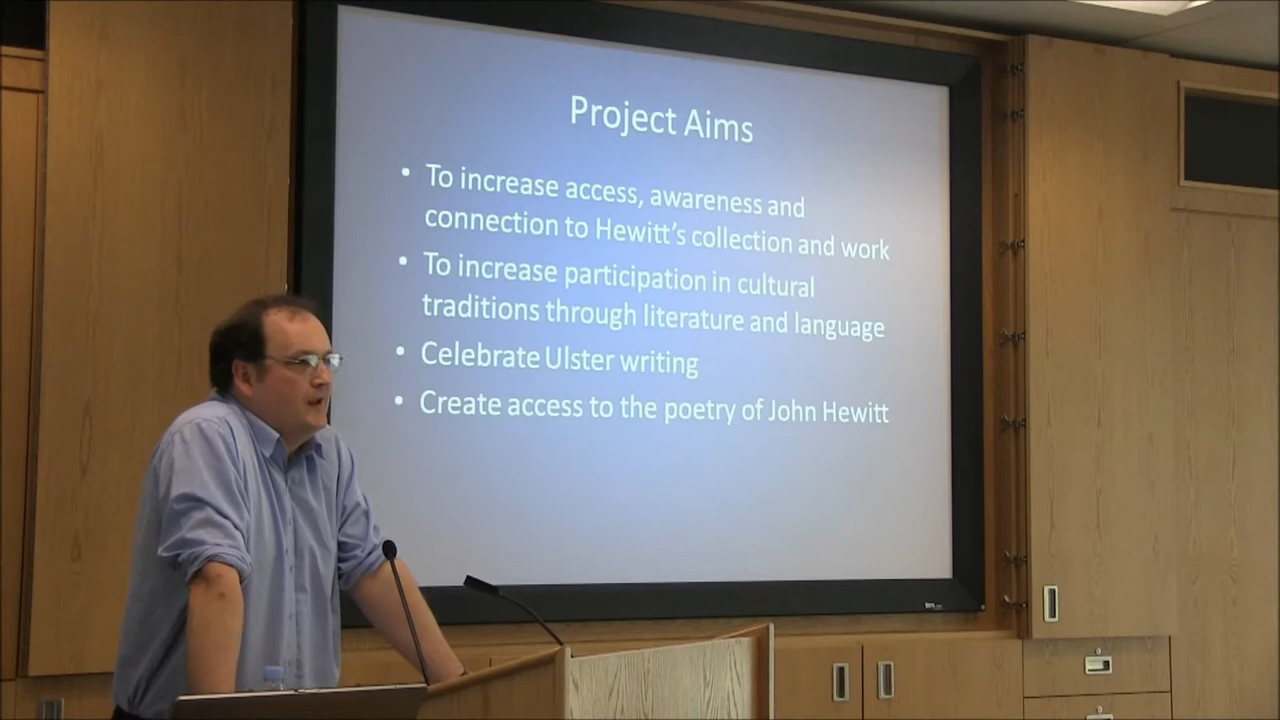 Project Aims
• To increase access, awareness and
connection to Hewitt's collection and work
• To increase participation in cultural
traditions through literature and language
• Celebrate Ulster writing
• Create access to the poetry of John Hewitt